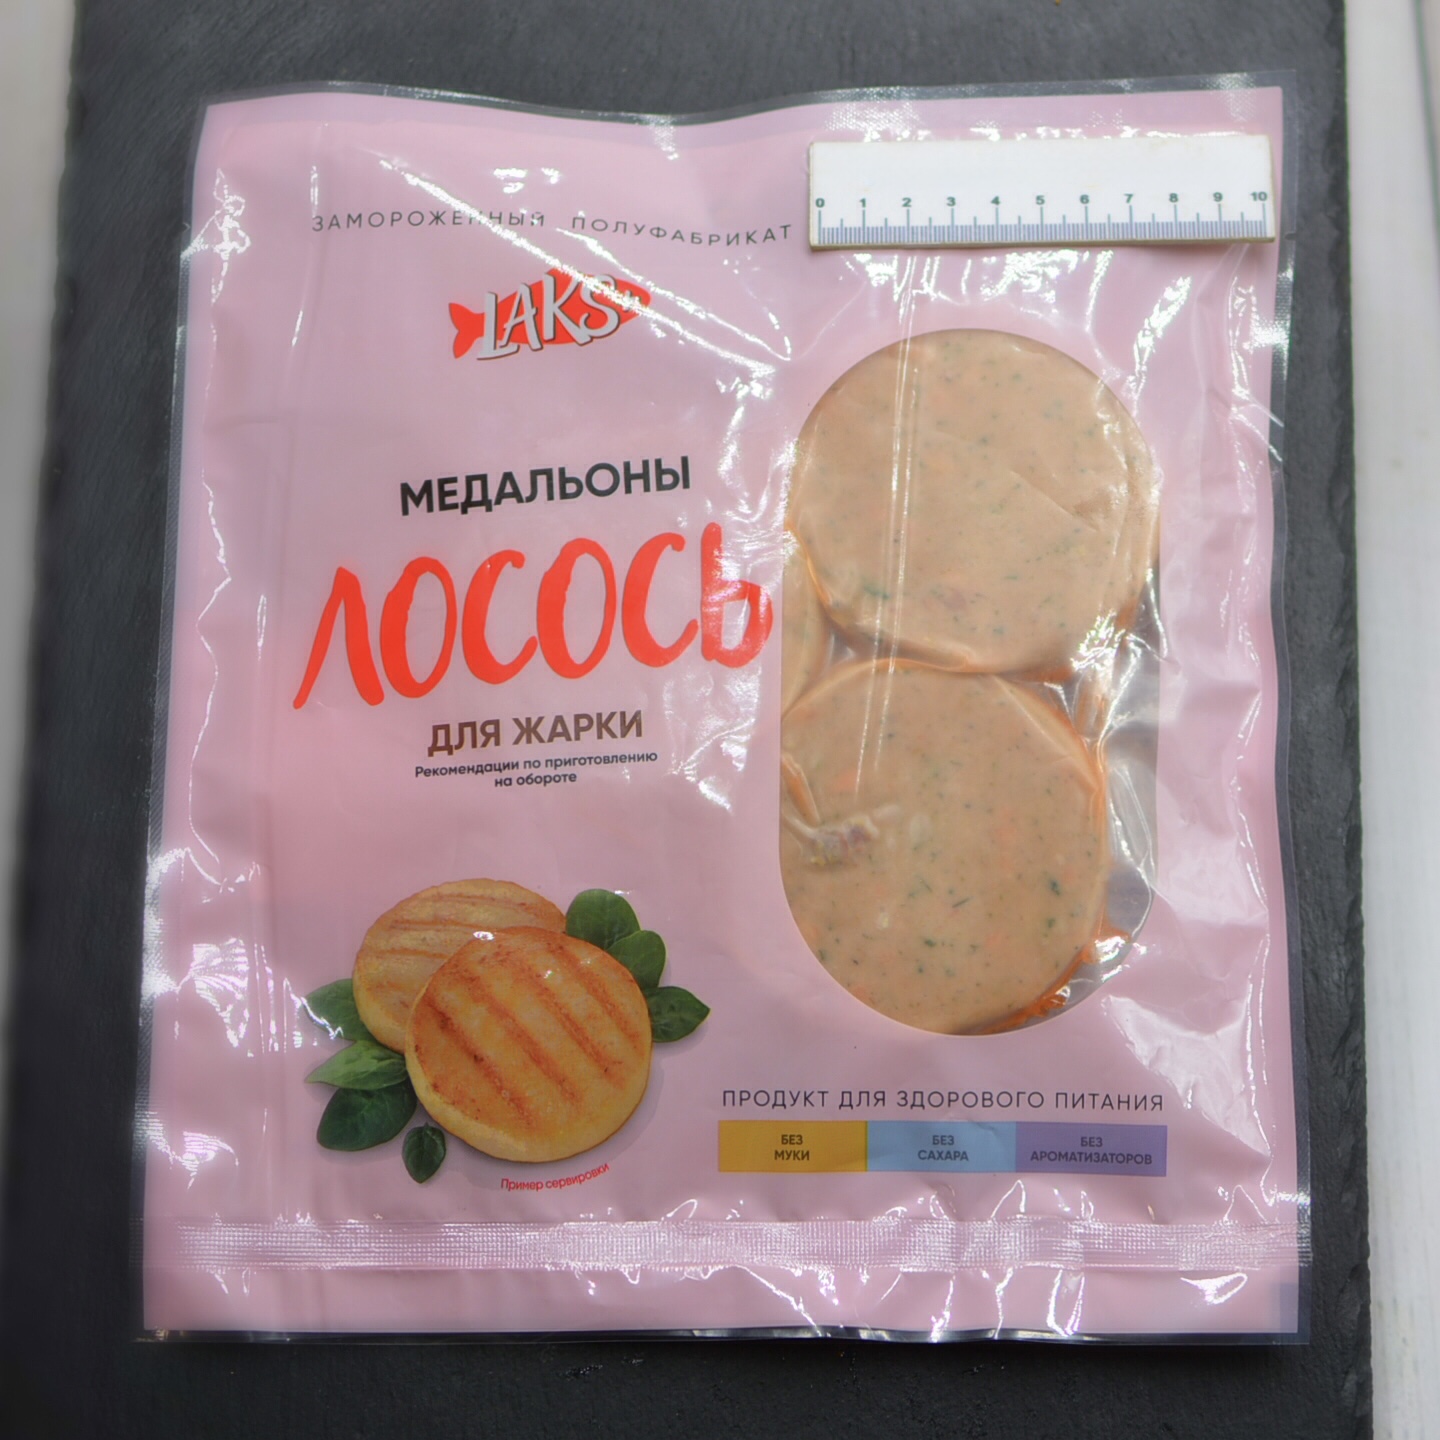 0 1 2 3 4 5 6 7 8 9 10
ЗАМОРОЖЕННЫЙ ПОЛУФАБРИКАТ
LAKS
МЕДАЛЬОНЫ
ЛОСОСЬ
ДЛЯ ЖАРКИ
Рекомендации по приготовлению
на обороте
Пример сервировки
ПРОДУКТ ДЛЯ ЗДОРОВОГО ПИТАНИЯ
БЕЗ
МУКИ
БЕЗ
САХАРА
БЕЗ
АРОМАТИЗАТОРОВ